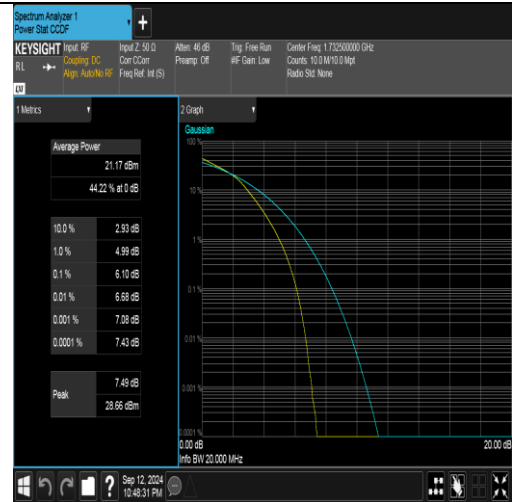 Spectrum Analyzer 1
Power Stat CCDF
+
KEYSIGHT
RL
Input: RF
Coupling: DC
Align: Auto/No RF
Input Z: 50 Ω
Corr CCorr
Freq Ref: Int (S)
Atten: 46 dB
Preamp: Off
Trig: Free Run
#IF Gain: Low
Center Freq: 1.732500000 GHz
Counts: 10.0 M/10.0 Mpt
Radio Std: None
LXI
1 Metrics
2 Graph
Average Power
21.17 dBm
44.22 % at 0 dB
10.0 % 2.93 dB
1.0 % 4.99 dB
0.1 % 6.10 dB
0.01 % 6.68 dB
0.001 % 7.08 dB
0.0001 % 7.43 dB
Peak
7.49 dB
28.66 dBm
Gaussian
100 %
10 %
1 %
0.1 %
0.01 %
0.001 %
0.0001 %
0.00 dB
20.00 dB
Info BW 20.000 MHz
?
Sep 12, 2024
10:48:31 PM